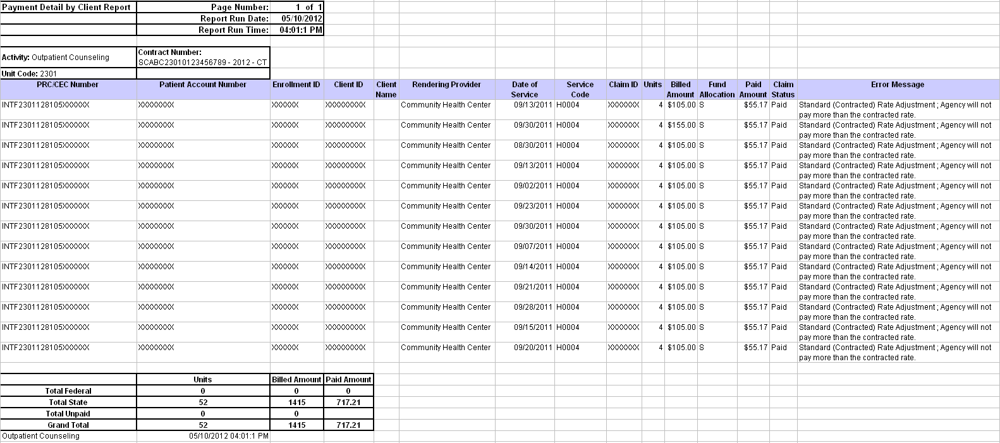 Payment Detail by Client Report Page Number: 1 of 1
Report Run Date: 05/10/2012
Report Run Time: 04:01:1 PM
Activity: Outpatient Counseling Contract Number:
SCABC23010123456789 - 2012 - CT
Unit Code: 2301
PRC/CEC Number Patient Account Number Enrollment ID Client ID Client Name Rendering Provider Date of Service Service Code Claim ID Units Billed Amount Fund Allocation Paid Amount Claim Status Error Message
INTF2301128105XXXXXX XXXXXXXX XXXXXX XXXXXXXXX Community Health Center 09/13/2011 H0004 XXXXXXX 4 $105.00 S $55.17 Paid Standard (Contracted) Rate Adjustment ; Agency will not
pay more than the contracted rate.
INTF2301128105XXXXXX XXXXXXXX XXXXXX XXXXXXXXX Community Health Center 09/30/2011 H0004 XXXXXXX 4 $155.00 S $55.17 Paid Standard (Contracted) Rate Adjustment ; Agency will not
pay more than the contracted rate.
INTF2301128105XXXXXX XXXXXXXX XXXXXX XXXXXXXXX Community Health Center 08/30/2011 H0004 XXXXXXX 4 $105.00 S $55.17 Paid Standard (Contracted) Rate Adjustment ; Agency will not
pay more than the contracted rate.
INTF2301128105XXXXXX XXXXXXXX XXXXXX XXXXXXXXX Community Health Center 09/13/2011 H0004 XXXXXXX 4 $105.00 S $55.17 Paid Standard (Contracted) Rate Adjustment ; Agency will not
pay more than the contracted rate.
INTF2301128105XXXXXX XXXXXXXX XXXXXX XXXXXXXXX Community Health Center 09/02/2011 H0004 XXXXXXX 4 $105.00 S $55.17 Paid Standard (Contracted) Rate Adjustment ; Agency will not
pay more than the contracted rate.
INTF2301128105XXXXXX XXXXXXXX XXXXXX XXXXXXXXX Community Health Center 09/23/2011 H0004 XXXXXXX 4 $105.00 S $55.17 Paid Standard (Contracted) Rate Adjustment ; Agency will not
pay more than the contracted rate.
INTF2301128105XXXXXX XXXXXXXX XXXXXX XXXXXXXXX Community Health Center 09/30/2011 H0004 XXXXXXX 4 $105.00 S $55.17 Paid Standard (Contracted) Rate Adjustment ; Agency will not
pay more than the contracted rate.
INTF2301128105XXXXXX XXXXXXXX XXXXXX XXXXXXXXX Community Health Center 09/07/2011 H0004 XXXXXXX 4 $105.00 S $55.17 Paid Standard (Contracted) Rate Adjustment ; Agency will not
pay more than the contracted rate.
INTF2301128105XXXXXX XXXXXXXX XXXXXX XXXXXXXXX Community Health Center 09/14/2011 H0004 XXXXXXX 4 $105.00 S $55.17 Paid Standard (Contracted) Rate Adjustment ; Agency will not
pay more than the contracted rate.
INTF2301128105XXXXXX XXXXXXXX XXXXXX XXXXXXXXX Community Health Center 09/21/2011 H0004 XXXXXXX 4 $105.00 S $55.17 Paid Standard (Contracted) Rate Adjustment ; Agency will not
pay more than the contracted rate.
INTF2301128105XXXXXX XXXXXXXX XXXXXX XXXXXXXXX Community Health Center 09/28/2011 H0004 XXXXXXX 4 $105.00 S $55.17 Paid Standard (Contracted) Rate Adjustment ; Agency will not
pay more than the contracted rate.
INTF2301128105XXXXXX XXXXXXXX XXXXXX XXXXXXXXX Community Health Center 09/15/2011 H0004 XXXXXXX 4 $105.00 S $55.17 Paid Standard (Contracted) Rate Adjustment ; Agency will not
pay more than the contracted rate.
INTF2301128105XXXXXX XXXXXXXX XXXXXX XXXXXXXXX Community Health Center 09/20/2011 H0004 XXXXXXX 4 $105.00 S $55.17 Paid Standard (Contracted) Rate Adjustment ; Agency will not
pay more than the contracted rate.
Units Billed Amount Paid Amount
Total Federal 0 0 0
Total State 52 1415 717.21
Total Unpaid 0 0
Grand Total 52 1415 717.21
Outpatient Counseling 05/10/2012 04:01:1 PM